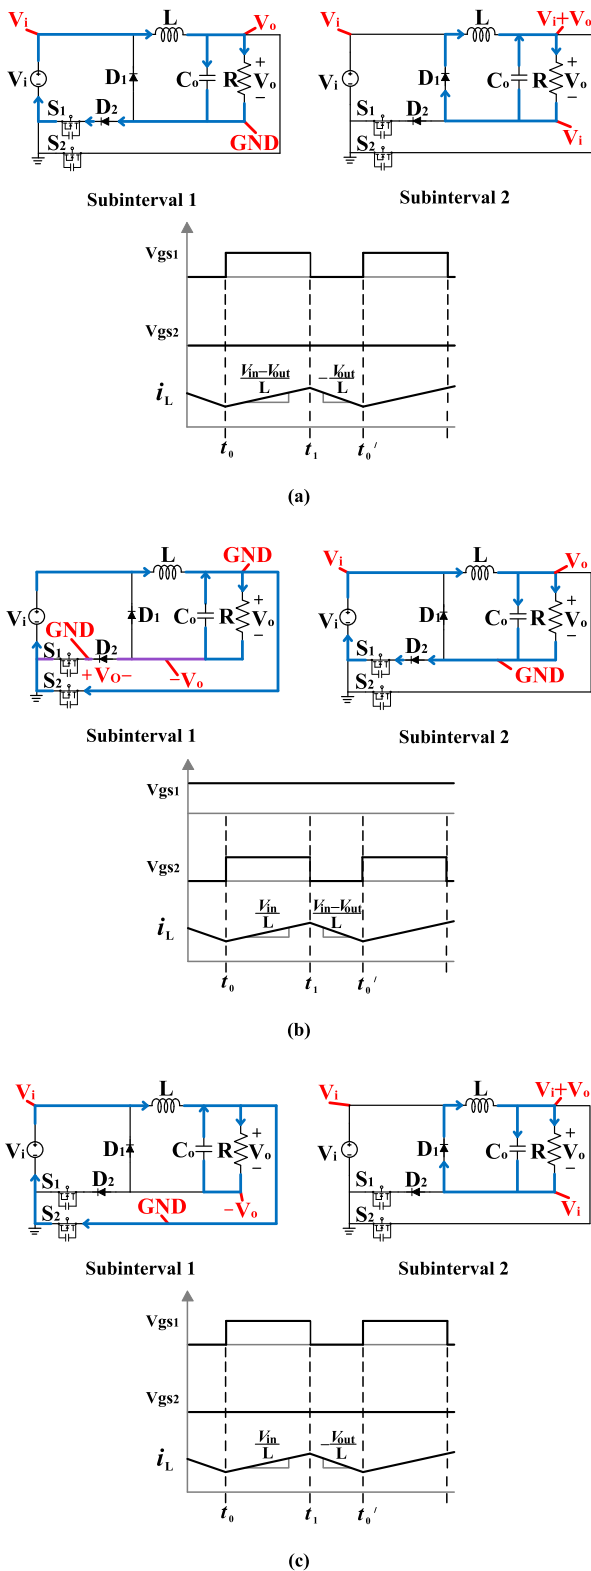 Vi L Vo Vi L Vi+Vo
Vi D1 Co R + Vo − Vi D1 Co R + Vo −
S1 D2 S1 D2
S2 GND S2 Vi
Subinterval 1 Subinterval 2
Vgs1
Vgs2
Vin−Vout / L −Vout / L
iL
t0 t1 t0′
(a)
L GND Vi L Vo
Vi D1 Co R + Vo − Vi D1 Co R + Vo −
GND
S1 D2 S1 D2
+Vo− −Vo GND
S2 S2
Subinterval 1 Subinterval 2
Vgs1
Vgs2
Vin / L Vin−Vout / L
iL
t0 t1 t0′
(b)
Vi L Vi L Vi+Vo
Vi D1 Co R + Vo − Vi D1 Co R + Vo −
S1 D2 S1 D2
S2 GND −Vo S2 Vi
Subinterval 1 Subinterval 2
Vgs1
Vgs2
Vin / L −Vout / L
iL
t0 t1 t0′
(c)